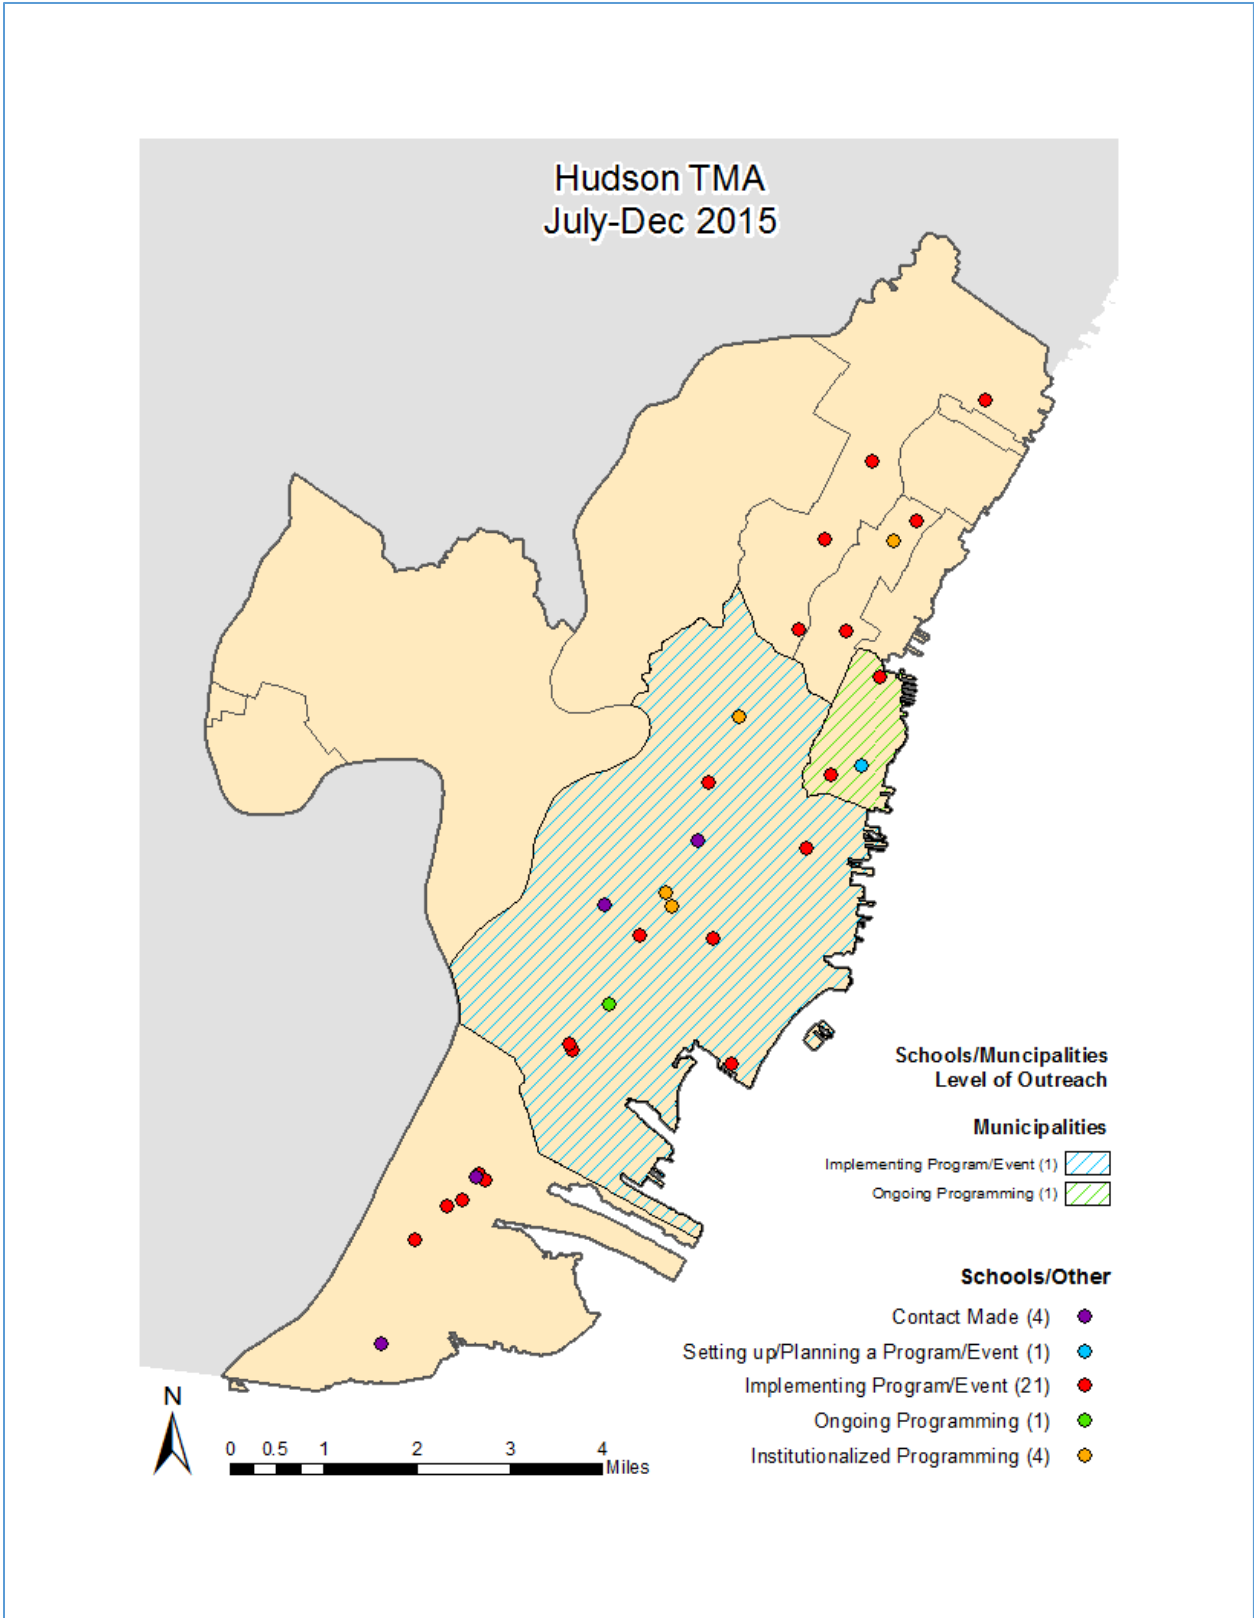 Hudson TMA
July-Dec 2015
Schools/Muncipalities
Level of Outreach
Municipalities
Implementing Program/Event (1)
Ongoing Programming (1)
Schools/Other
Contact Made (4)
Setting up/Planning a Program/Event (1)
Implementing Program/Event (21)
Ongoing Programming (1)
Institutionalized Programming (4)
N
0 0.5 1 2 3 4
Miles